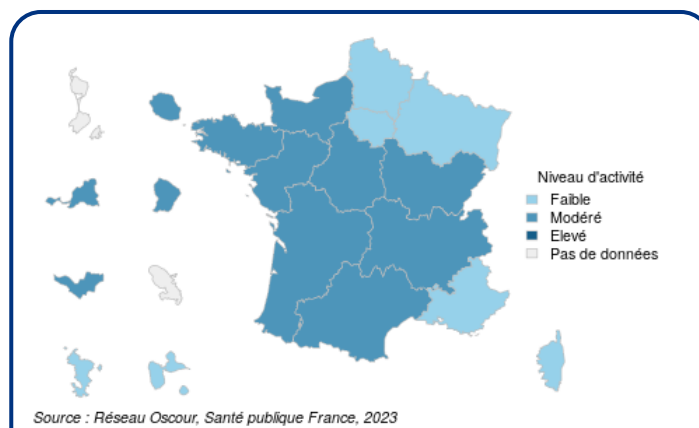 Niveau d'activité
Faible
Modéré
Elevé
Pas de données
Source : Réseau Oscour, Santé publique France, 2023